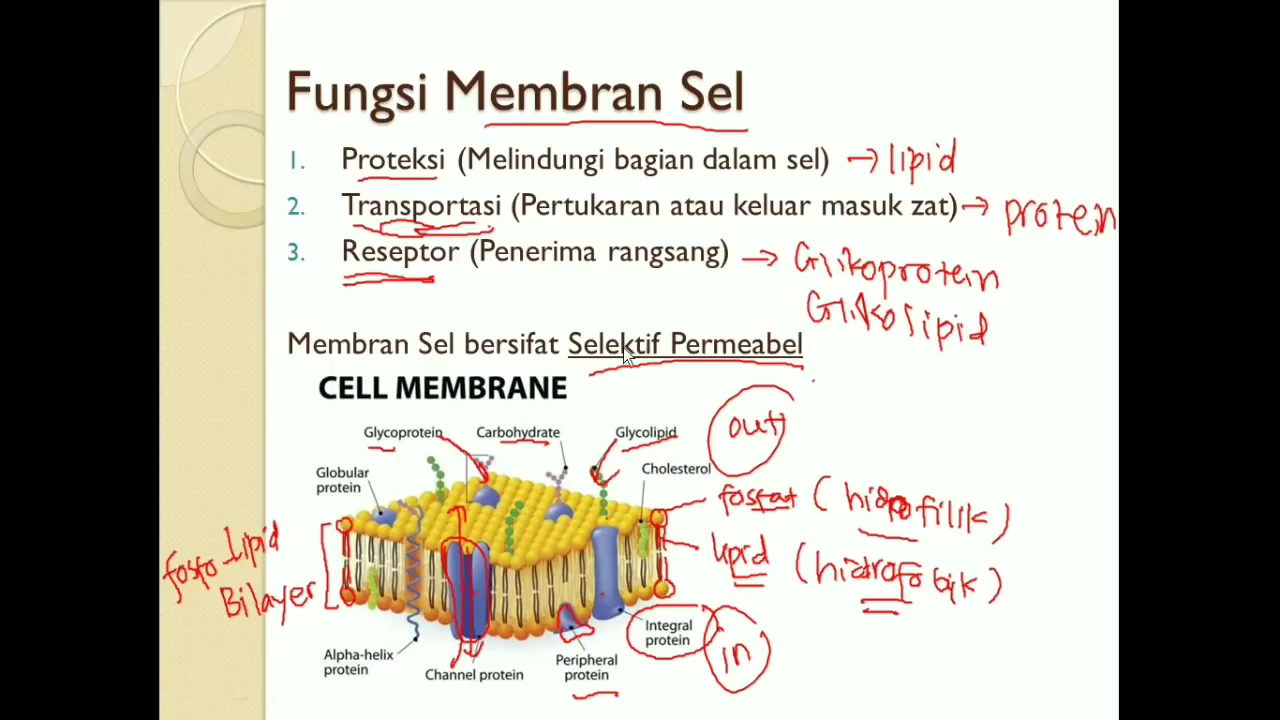 Fungsi Membran Sel
1. Proteksi (Melindungi bagian dalam sel) → lipid
2. Transportasi (Pertukaran atau keluar masuk zat) → protein
3. Reseptor (Penerima rangsang) → Glikoprotein
Glikolipid
Membran Sel bersifat Selektif Permeabel
CELL MEMBRANE
out
Glycoprotein
Carbohydrate
Glycolipid
Globular
protein
Cholesterol
fosfat (hidrofilik)
fosfo Lipid
Bilayer
lipid (hidrofobik)
Integral
protein
in
Alpha-helix
protein
Channel protein
Peripheral
protein